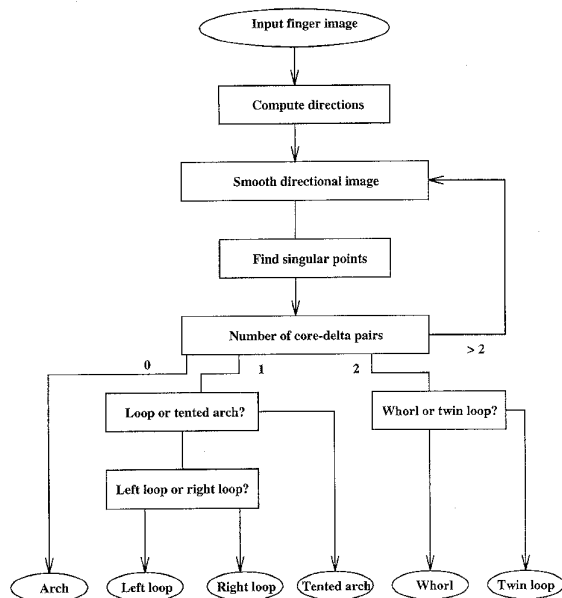 Input finger image
Compute directions
Smooth directional image
Find singular points
Number of core-delta pairs
> 2
0
1
2
Loop or tented arch?
Whorl or twin loop?
Left loop or right loop?
Arch
Left loop
Right loop
Tented arch
Whorl
Twin loop